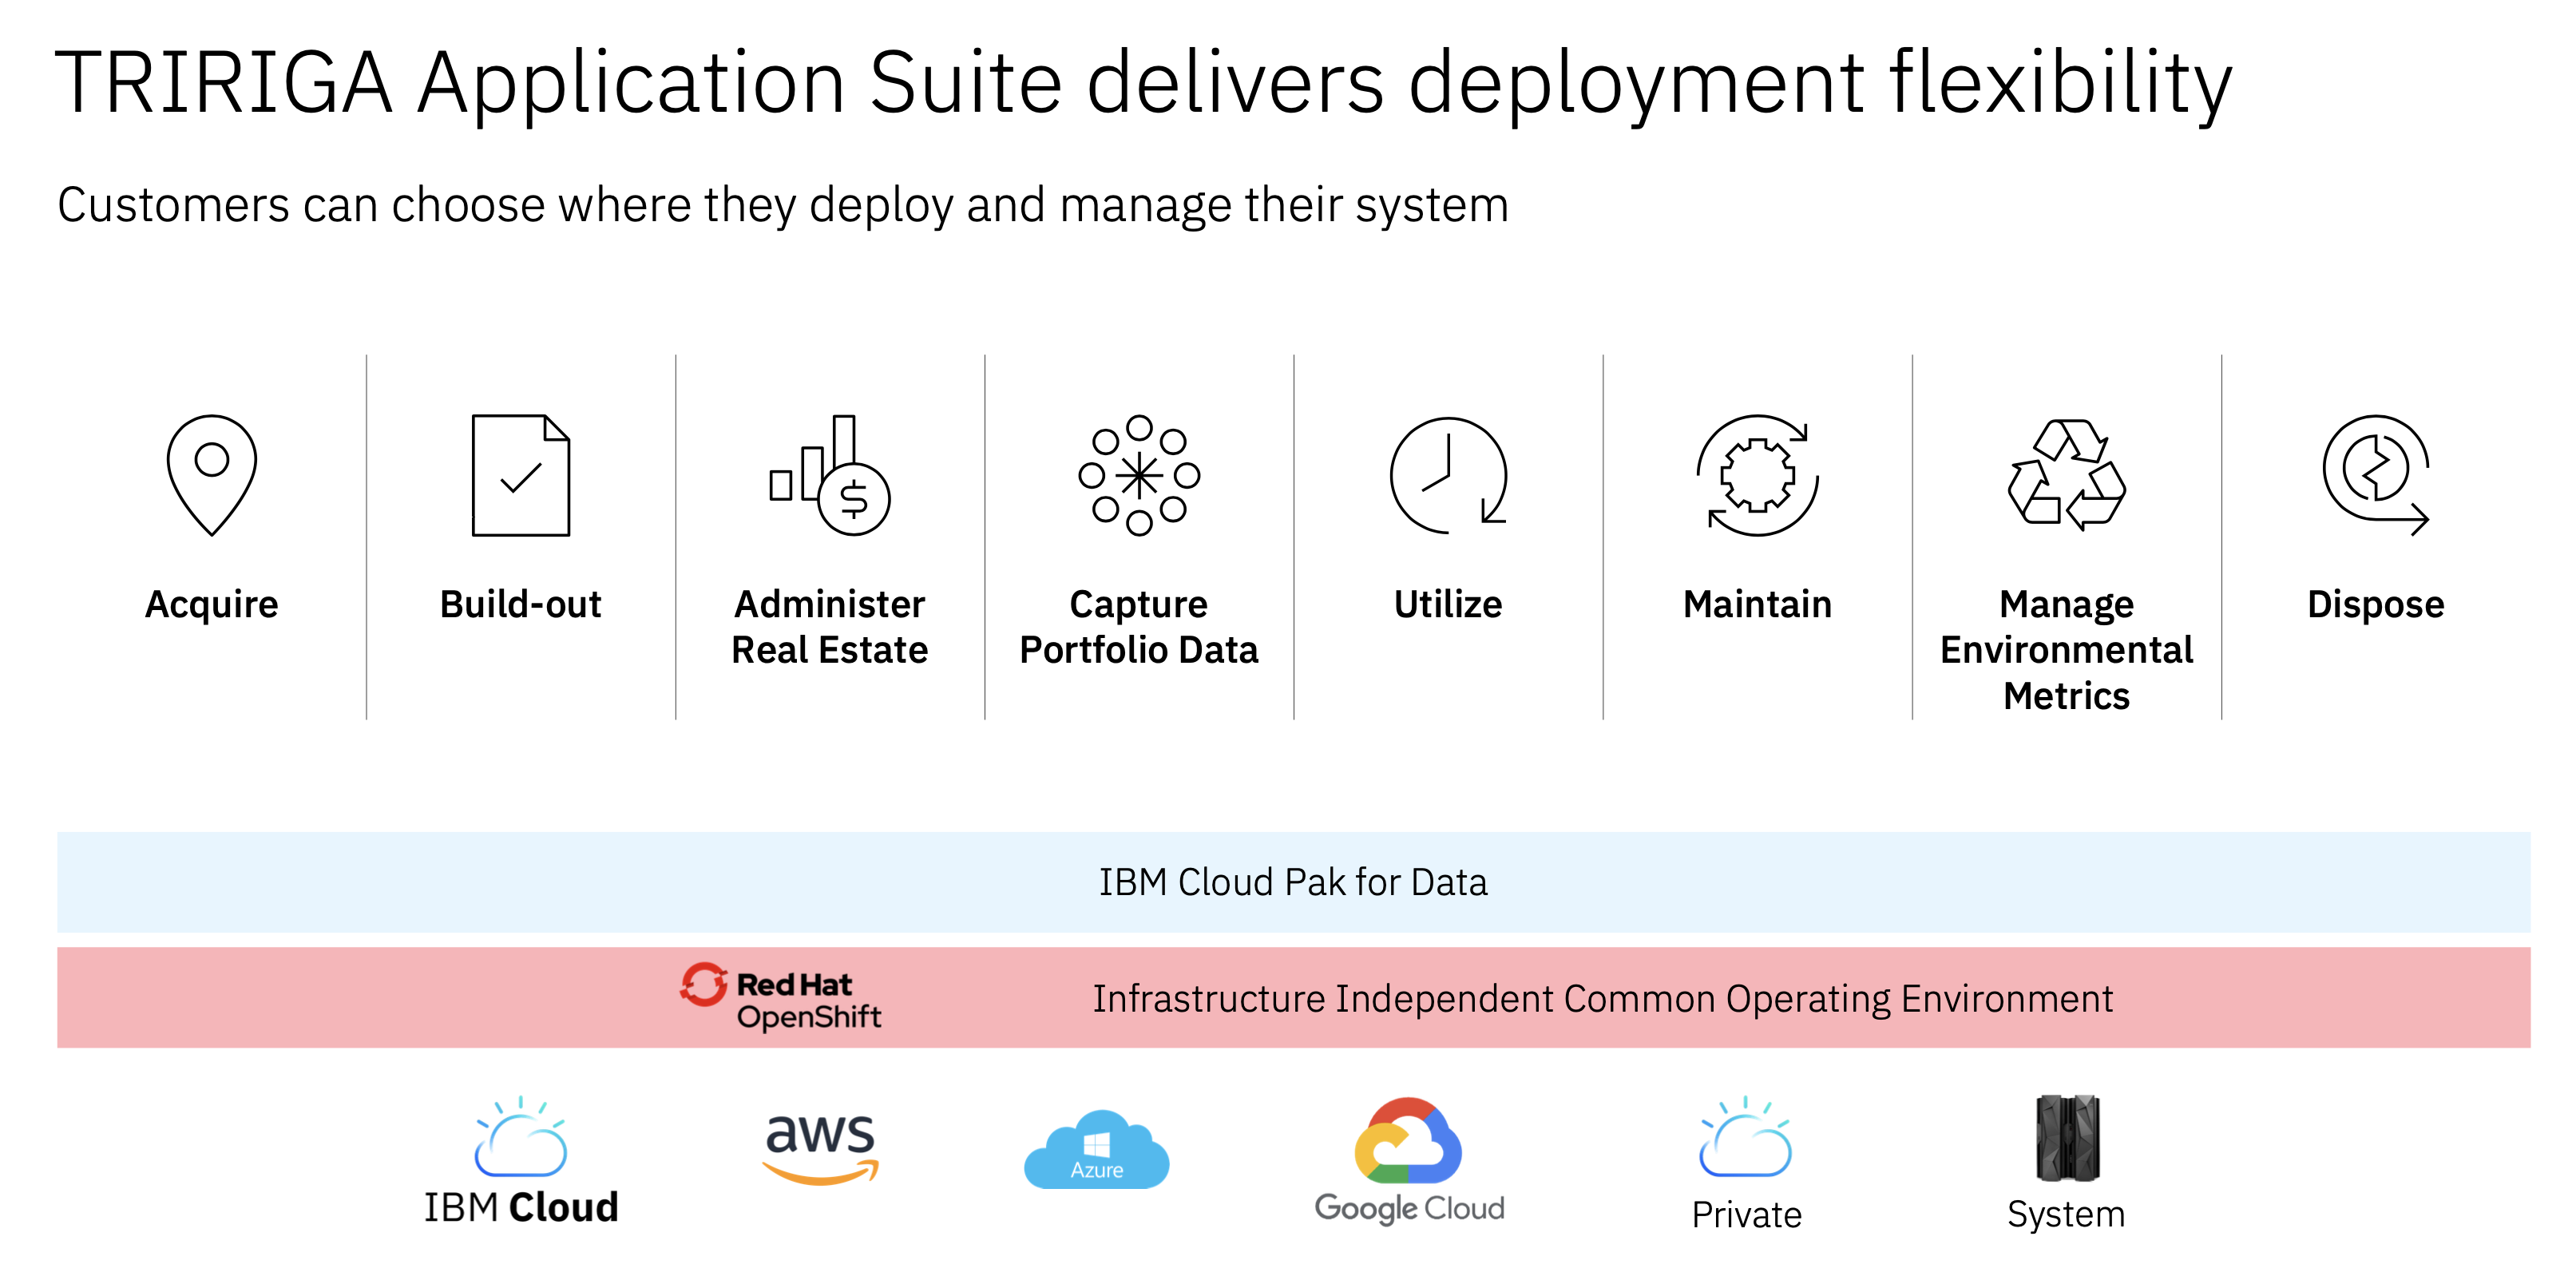 TRIRIGA Application Suite delivers deployment flexibility
Customers can choose where they deploy and manage their system
Acquire
Build-out
Administer
Real Estate
Capture
Portfolio Data
Utilize
Maintain
Manage
Environmental
Metrics
Dispose
$
IBM Cloud Pak for Data
Red Hat
OpenShift
Infrastructure Independent Common Operating Environment
IBM Cloud
aws
Azure
Google Cloud
Private
System